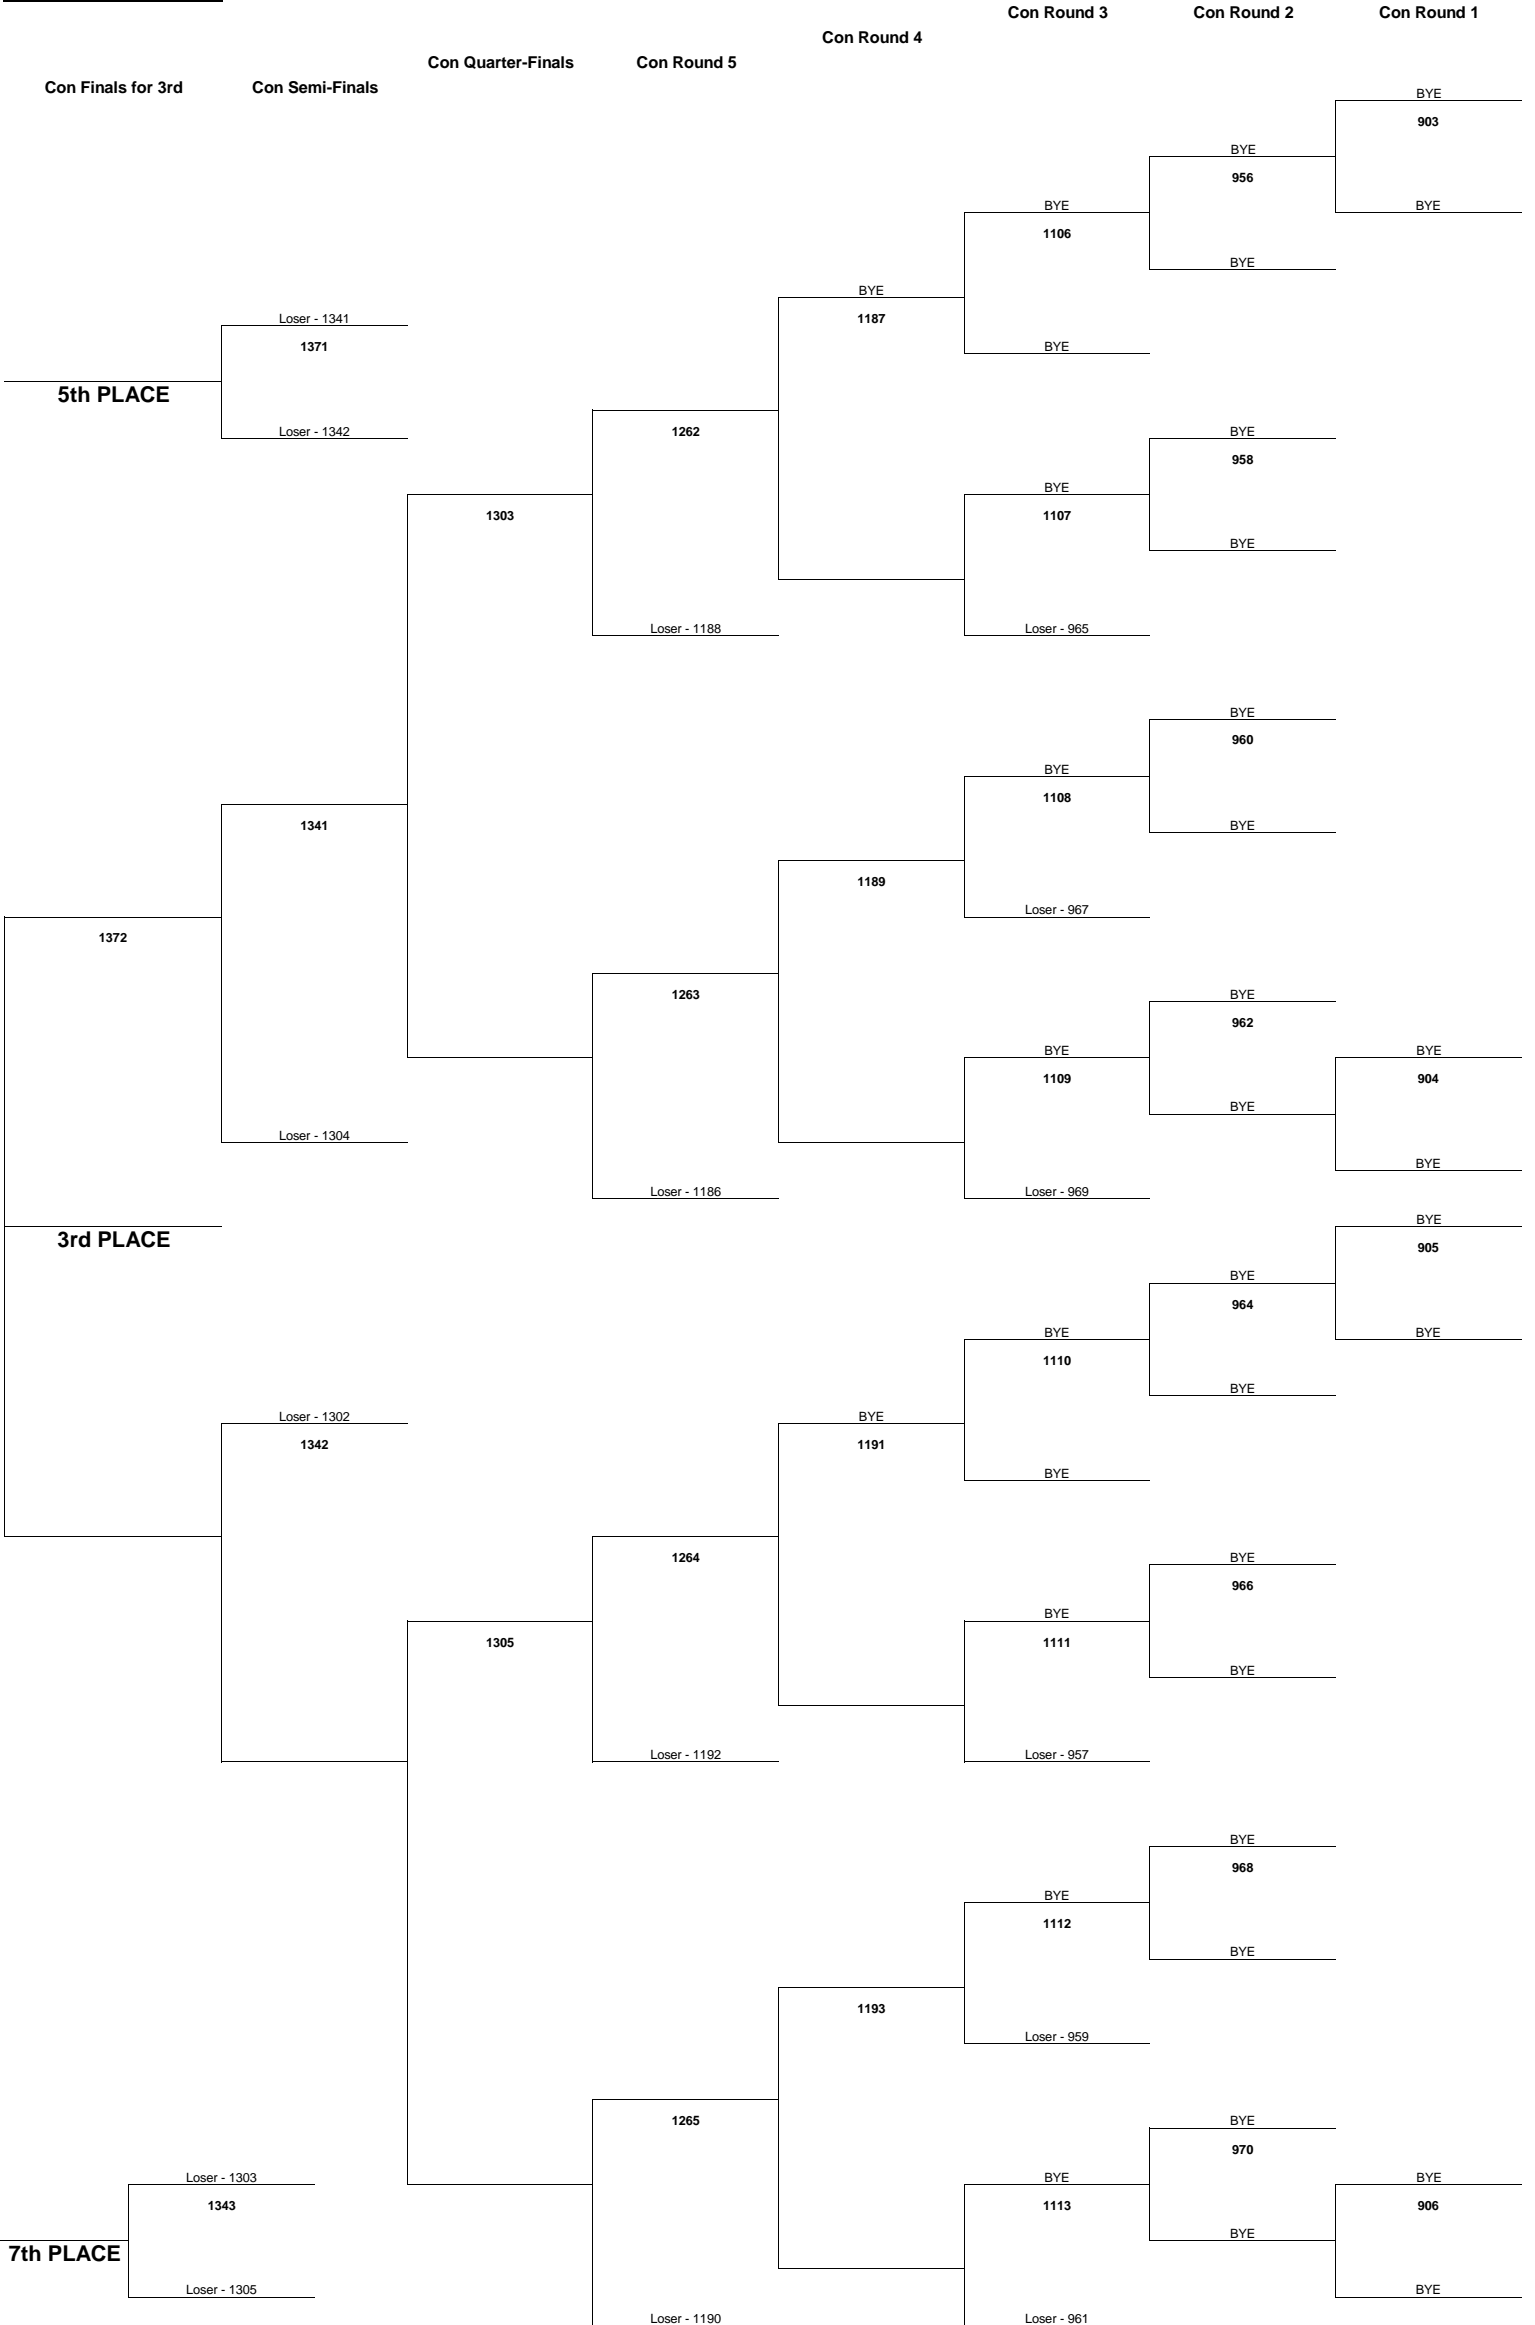 Con Round 3 Con Round 2 Con Round 1
Con Round 4
Con Quarter-Finals Con Round 5
Con Finals for 3rd Con Semi-Finals
BYE
903
BYE
956
BYE BYE
1106
BYE
BYE
Loser - 1341 1187
1371 BYE
5th PLACE
Loser - 1342 1262 BYE
958
BYE
1303 1107
BYE
Loser - 1188 Loser - 965
BYE
960
BYE
1108
1341 BYE
1189
Loser - 967
1372
1263 BYE
962
BYE BYE
1109 904
BYE
Loser - 1304
BYE
Loser - 1186 Loser - 969
BYE
3rd PLACE
905
BYE
964
BYE BYE
1110
BYE
Loser - 1302 BYE
1342 1191
BYE
1264 BYE
966
BYE
1305 1111
BYE
Loser - 1192 Loser - 957
BYE
968
BYE
1112
BYE
1193
Loser - 959
1265 BYE
970
Loser - 1303 BYE BYE
1343 1113 906
BYE
7th PLACE
Loser - 1305 BYE
Loser - 1190 Loser - 961